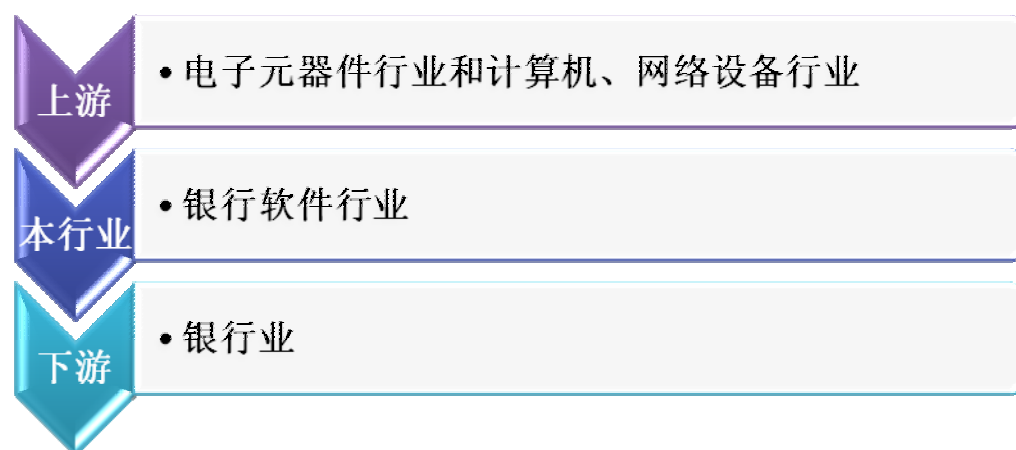 上游
• 电子元器件行业和计算机、网络设备行业
本行业
• 银行软件行业
下游
• 银行业